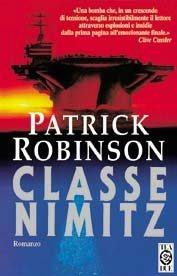 «Una bomba che, in un crescendo
di tensione, scaglia irresistibilmente il lettore
attraverso esplosioni e insidie
dalla prima pagina all'emozionante finale.»
Clive Cussler
PATRICK
ROBINSON
CLASSE
NIMITZ
Romanzo
TEA
DUE